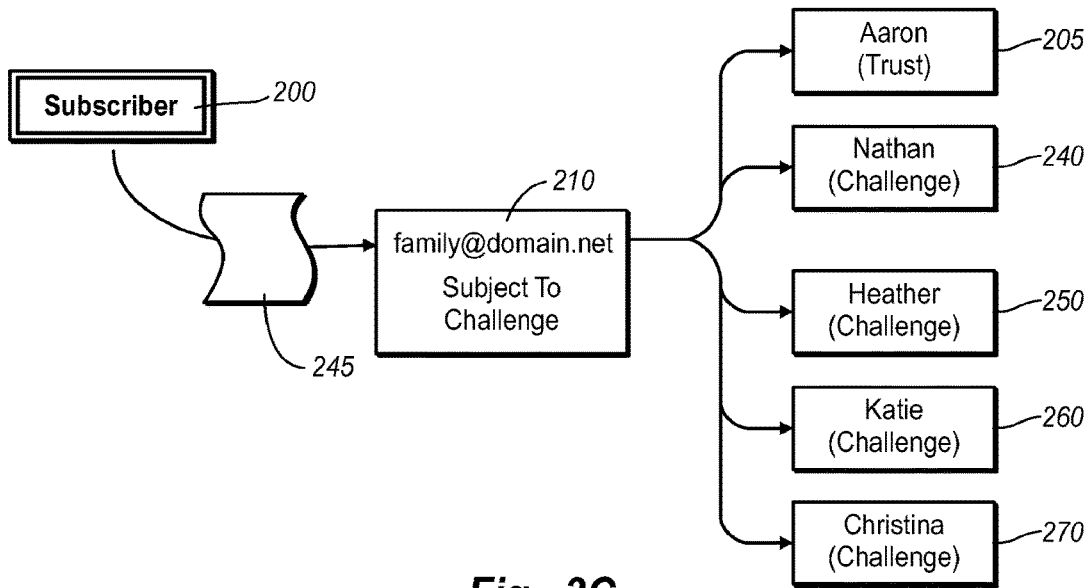 Subscriber
200
245
210
family@domain.net
Subject To
Challenge
Aaron
(Trust)
205
Nathan
(Challenge)
240
Heather
(Challenge)
250
Katie
(Challenge)
260
Christina
(Challenge)
270